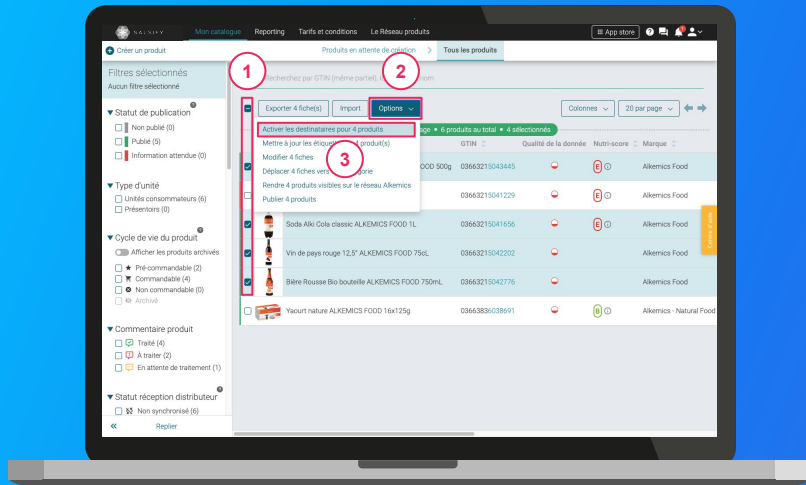 SALSIFY
Mon catalogue
Reporting
Tarifs et conditions
Le Réseau produits
App store
Créer un produit
Produits en attente de création
Tous les produits
Filtres sélectionnés
Aucun filtre sélectionné
1
2
Recherchez par GTIN (même partiel),
nom
Statut de publication
Non publié (0)
Publié (5)
Information attendue (0)
Exporter 4 fiche(s)
Import
Options
Colonnes
20 par page
Activer les destinataires pour 4 produits
Mettre à jour les
produit(s)
Modifier 4 fiches
3
Déplacer 4 fiches vers
Rendre 4 produits visibles sur le réseau Alkemics
Publier 4 produits
6 produits au total • 4 sélectionnés
GTIN
Qualité de la donnée
Nutri-score
Marque
500g
03663215043445
E
Alkemics Food
03663215041229
E
Alkemics Food
Soda Alki Cola classic ALKEMICS FOOD 1L
03663215041656
E
Alkemics Food
Vin de pays rouge 12,5° ALKEMICS FOOD 75cL
03663215042202
Alkemics Food
Bière Rousse Bio bouteille ALKEMICS FOOD 750mL
03663215042776
Alkemics Food
Yaourt nature ALKEMICS FOOD 16x125g
03663836038691
B
Alkemics - Natural Food
Centre d'aide
Type d'unité
Unités consommateurs (6)
Présentoirs (0)
Cycle de vie du produit
Afficher les produits archivés
Pré-commandable (2)
Commandable (4)
Non commandable (0)
Archivé
Commentaire produit
Traité (4)
À traiter (2)
En attente de traitement (1)
Statut réception distributeur
Non synchronisé (6)
Replier